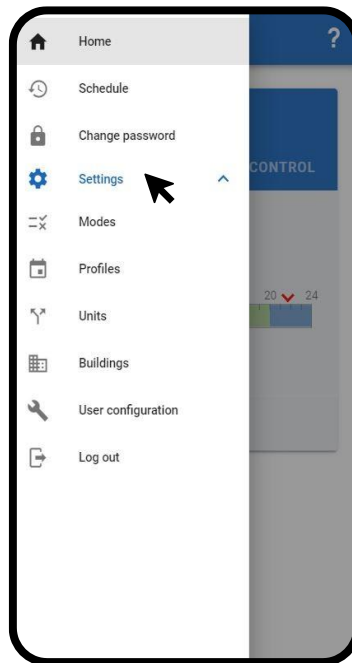 Home
?
Schedule
Change password
CONTROL
Settings
Modes
Profiles
20 24
Units
Buildings
User configuration
Log out